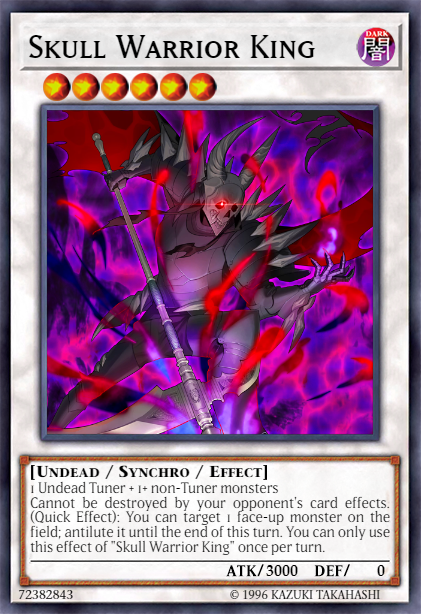 Skull Warrior King
DARK
闇
[Undead / Synchro / Effect]
1 Undead Tuner + 1+ non-Tuner monsters
Cannot be destroyed by your opponent's card effects.
(Quick Effect): You can target 1 face-up monster on the
field; antilute it until the end of this turn. You can only use
this effect of "Skull Warrior King" once per turn.
ATK/3000 DEF/ 0
72382843 © 1996 KAZUKI TAKAHASHI